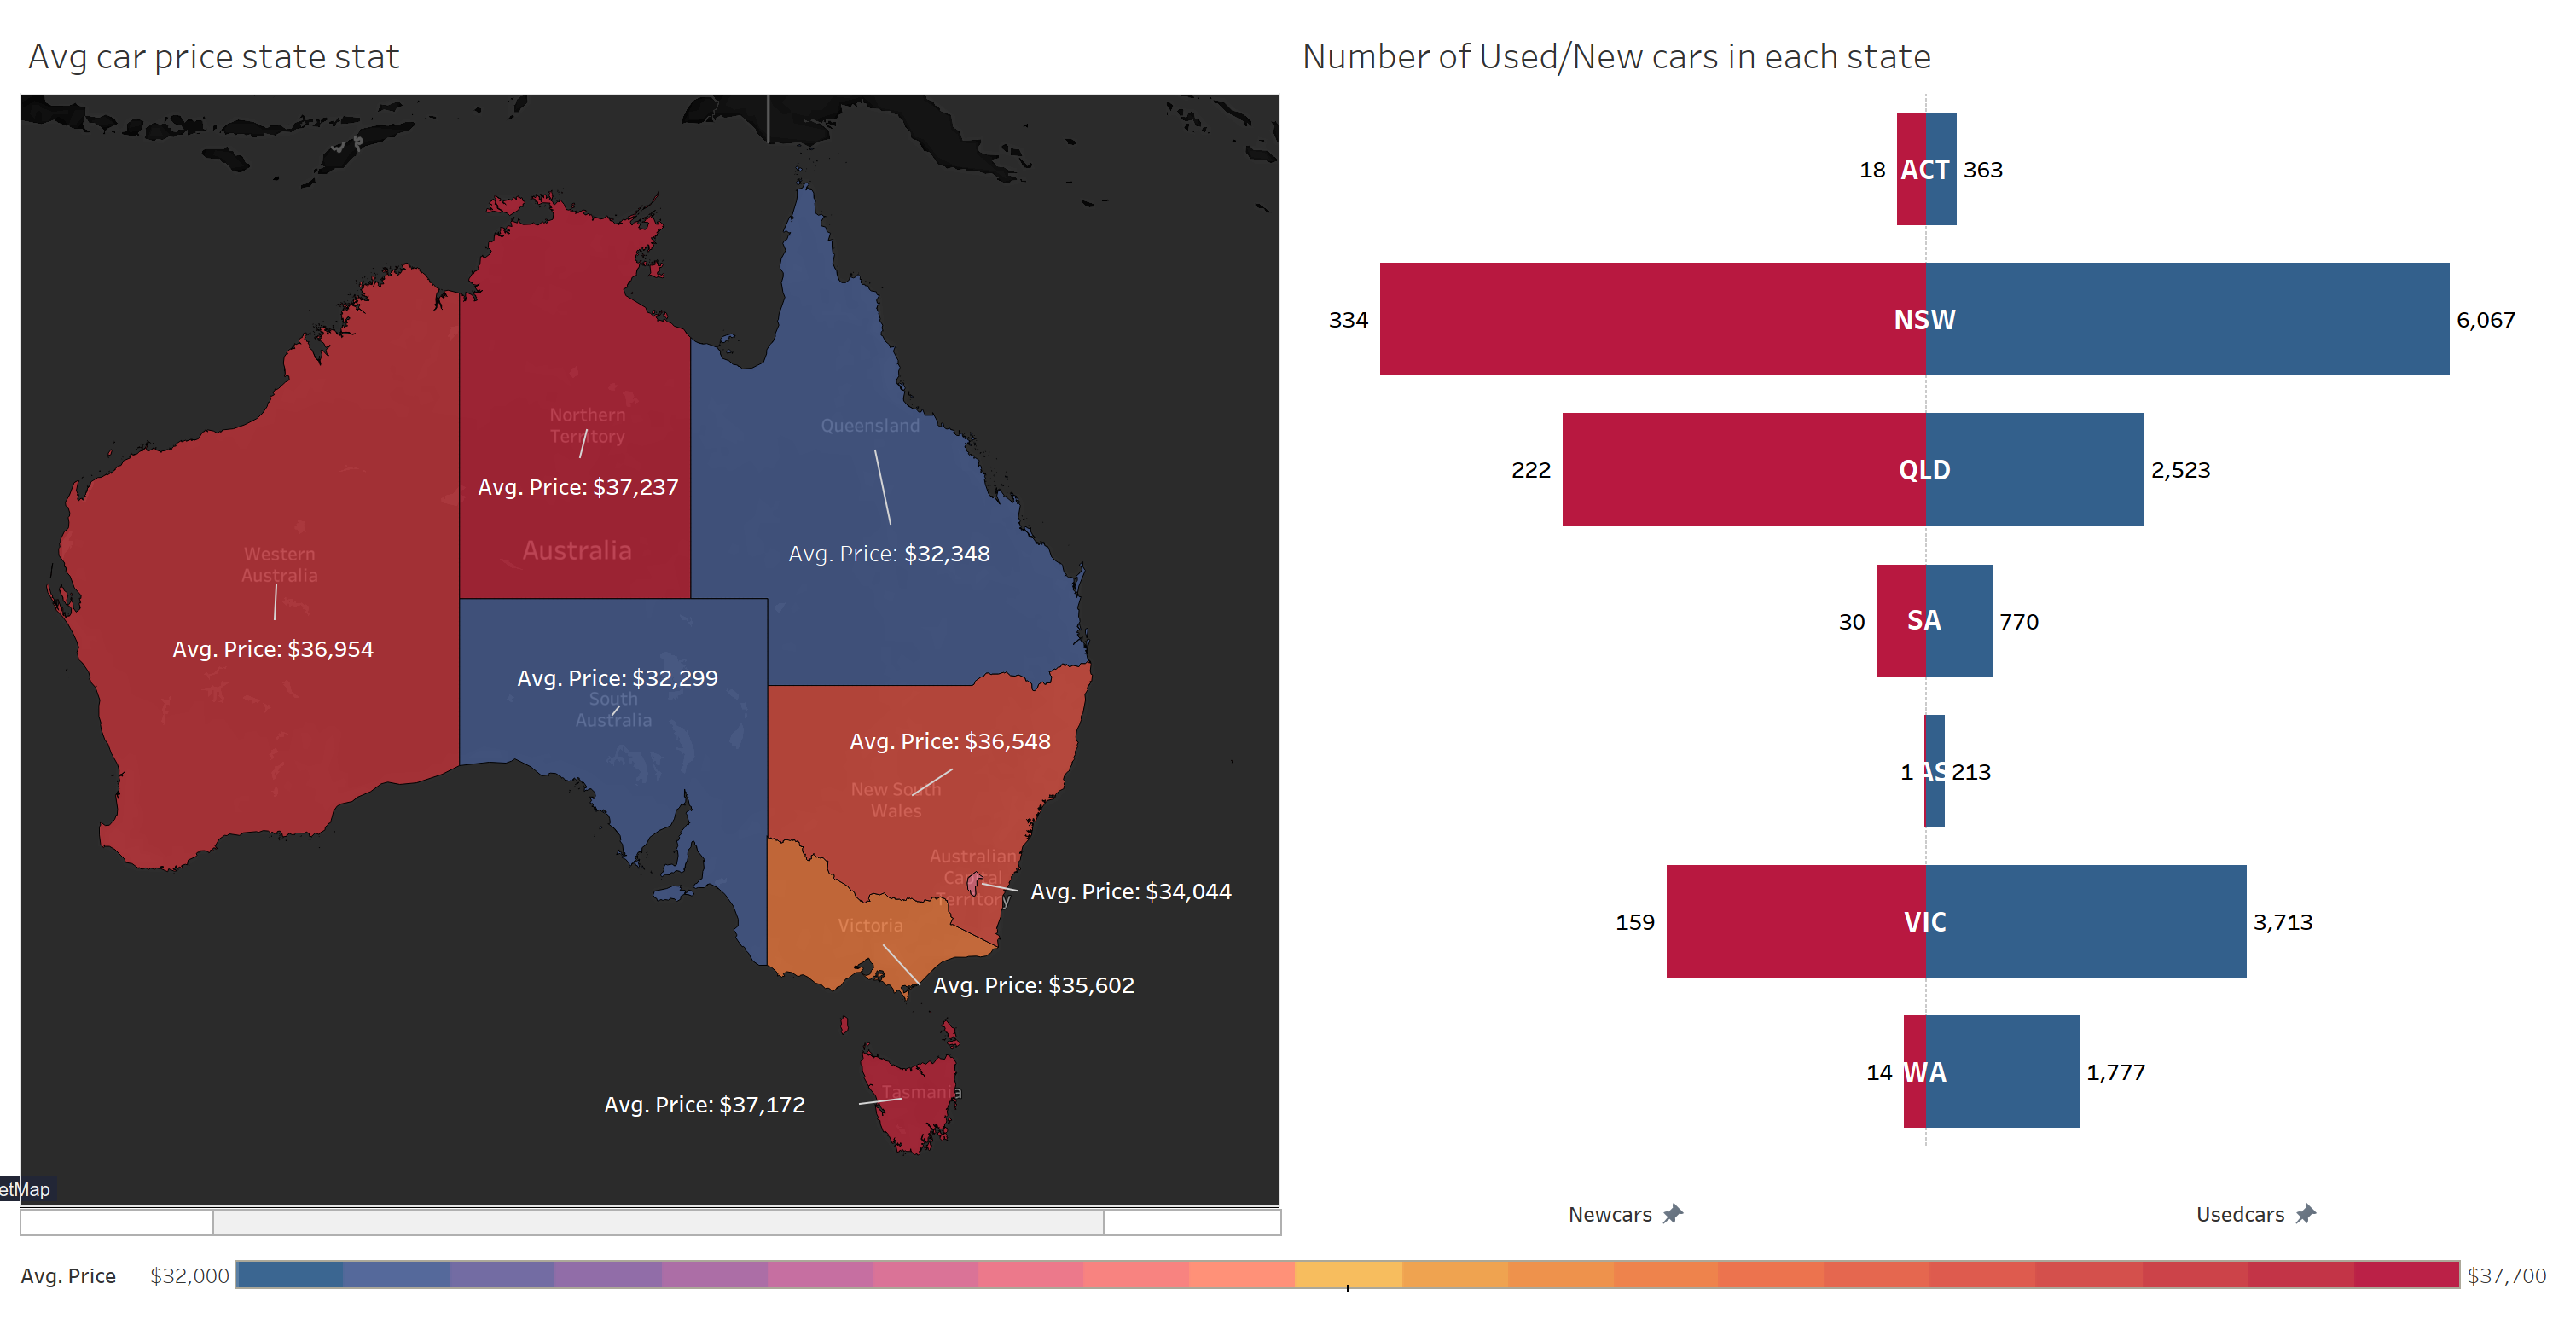 Avg car price state stat
Northern
Territory
Avg. Price: $37,237
Australia
Queensland
Avg. Price: $32,348
Western
Australia
Avg. Price: $36,954
Avg. Price: $32,299
South
Australia
Avg. Price: $36,548
New South
Wales
Australian
Capital
Territory
Avg. Price: $34,044
Victoria
Avg. Price: $35,602
Tasmania
Avg. Price: $37,172
etMap
Number of Used/New cars in each state
18 ACT 363
334 NSW 6,067
222 QLD 2,523
30 SA 770
1 AS 213
159 VIC 3,713
14 WA 1,777
Newcars Usedcars
Avg. Price $32,000 $37,700